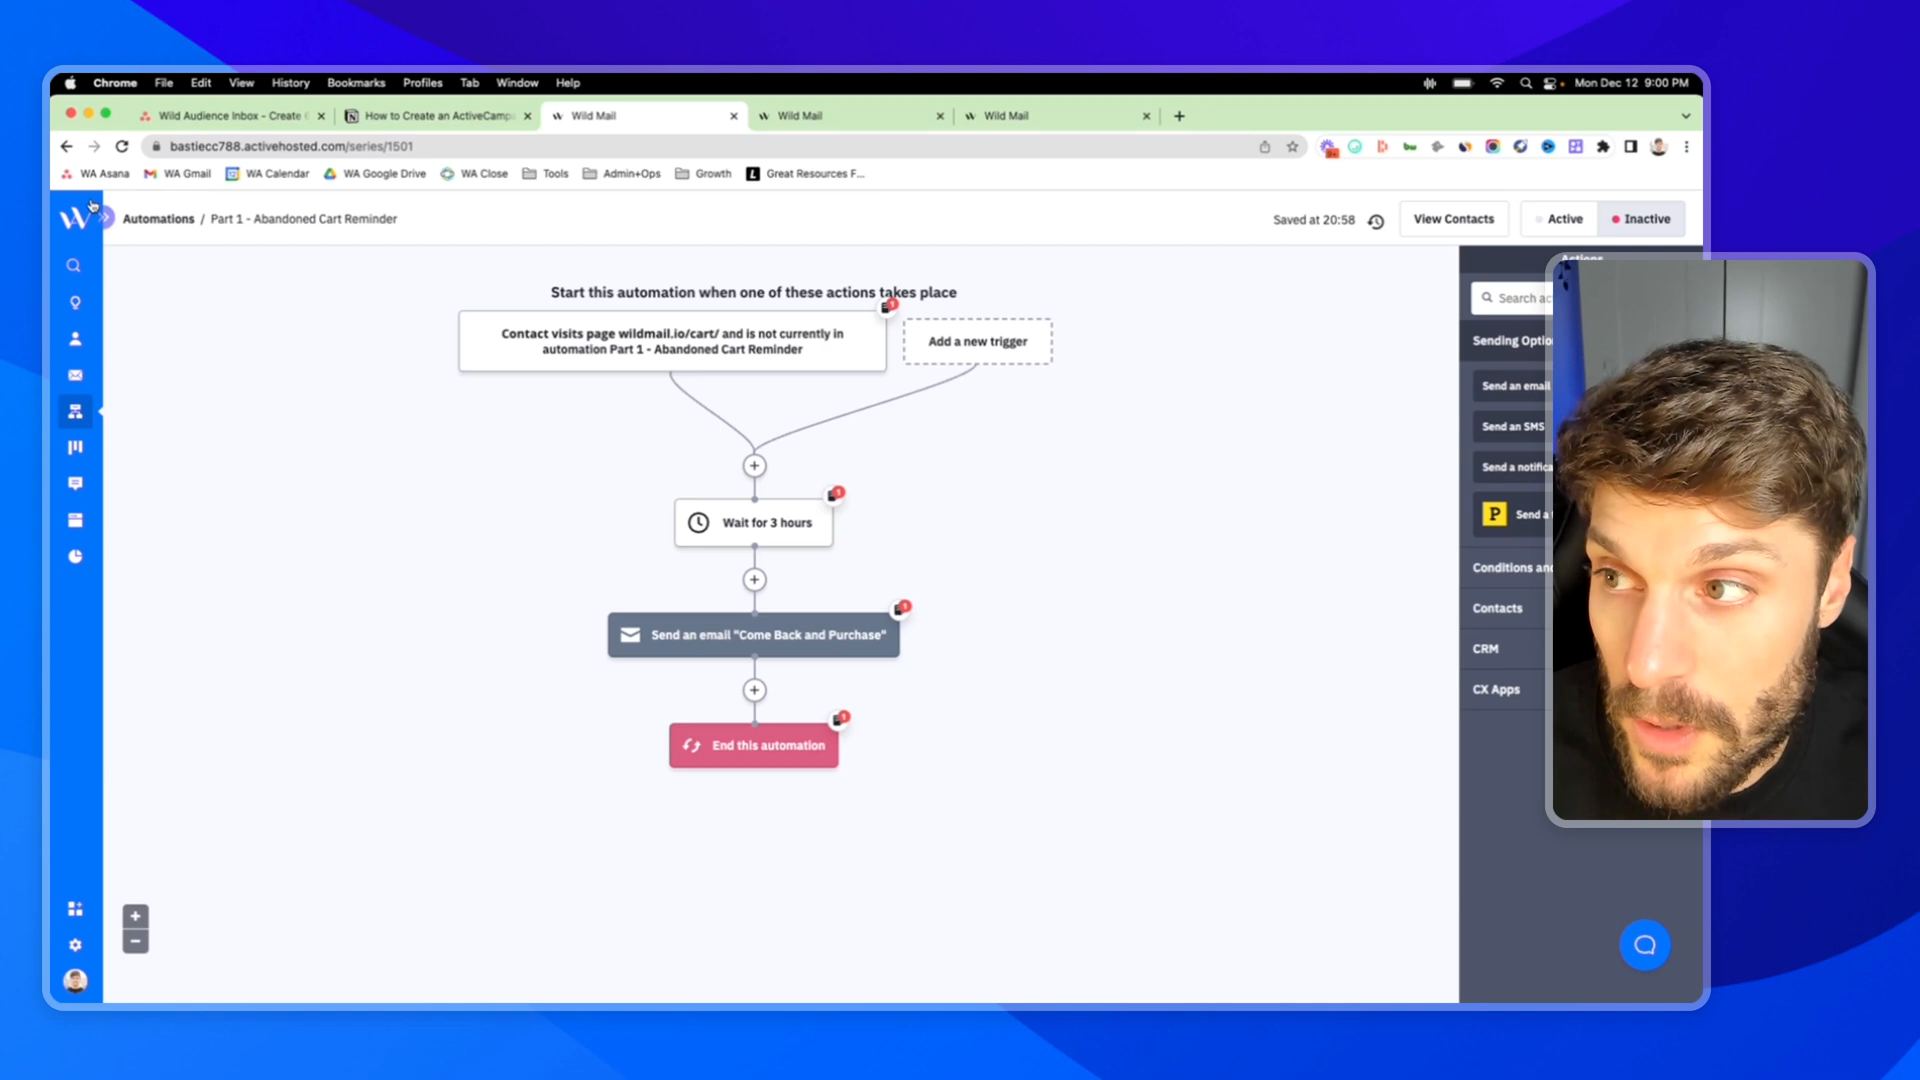 Chrome File Edit View History Bookmarks Profiles Tab Window Help Mon Dec 12 9:00 PM
Wild Audience Inbox - Create How to Create an ActiveCamp Wild Mail Wild Mail Wild Mail
bastiecc788.activehosted.com/series/1501
WA Asana WA Gmail WA Calendar WA Google Drive WA Close Tools Admin+Ops Growth Great Resources F...
Automations / Part 1 - Abandoned Cart Reminder Saved at 20:58 View Contacts Active Inactive
Start this automation when one of these actions takes place
Contact visits page wildmail.io/cart/ and is not currently in
automation Part 1 - Abandoned Cart Reminder
Add a new trigger
Wait for 3 hours
Send an email "Come Back and Purchase"
End this automation
Search ac
Sending Optio
Send an email
Send an SMS
Send a notifica
P Send a
Conditions and
Contacts
CRM
CX Apps